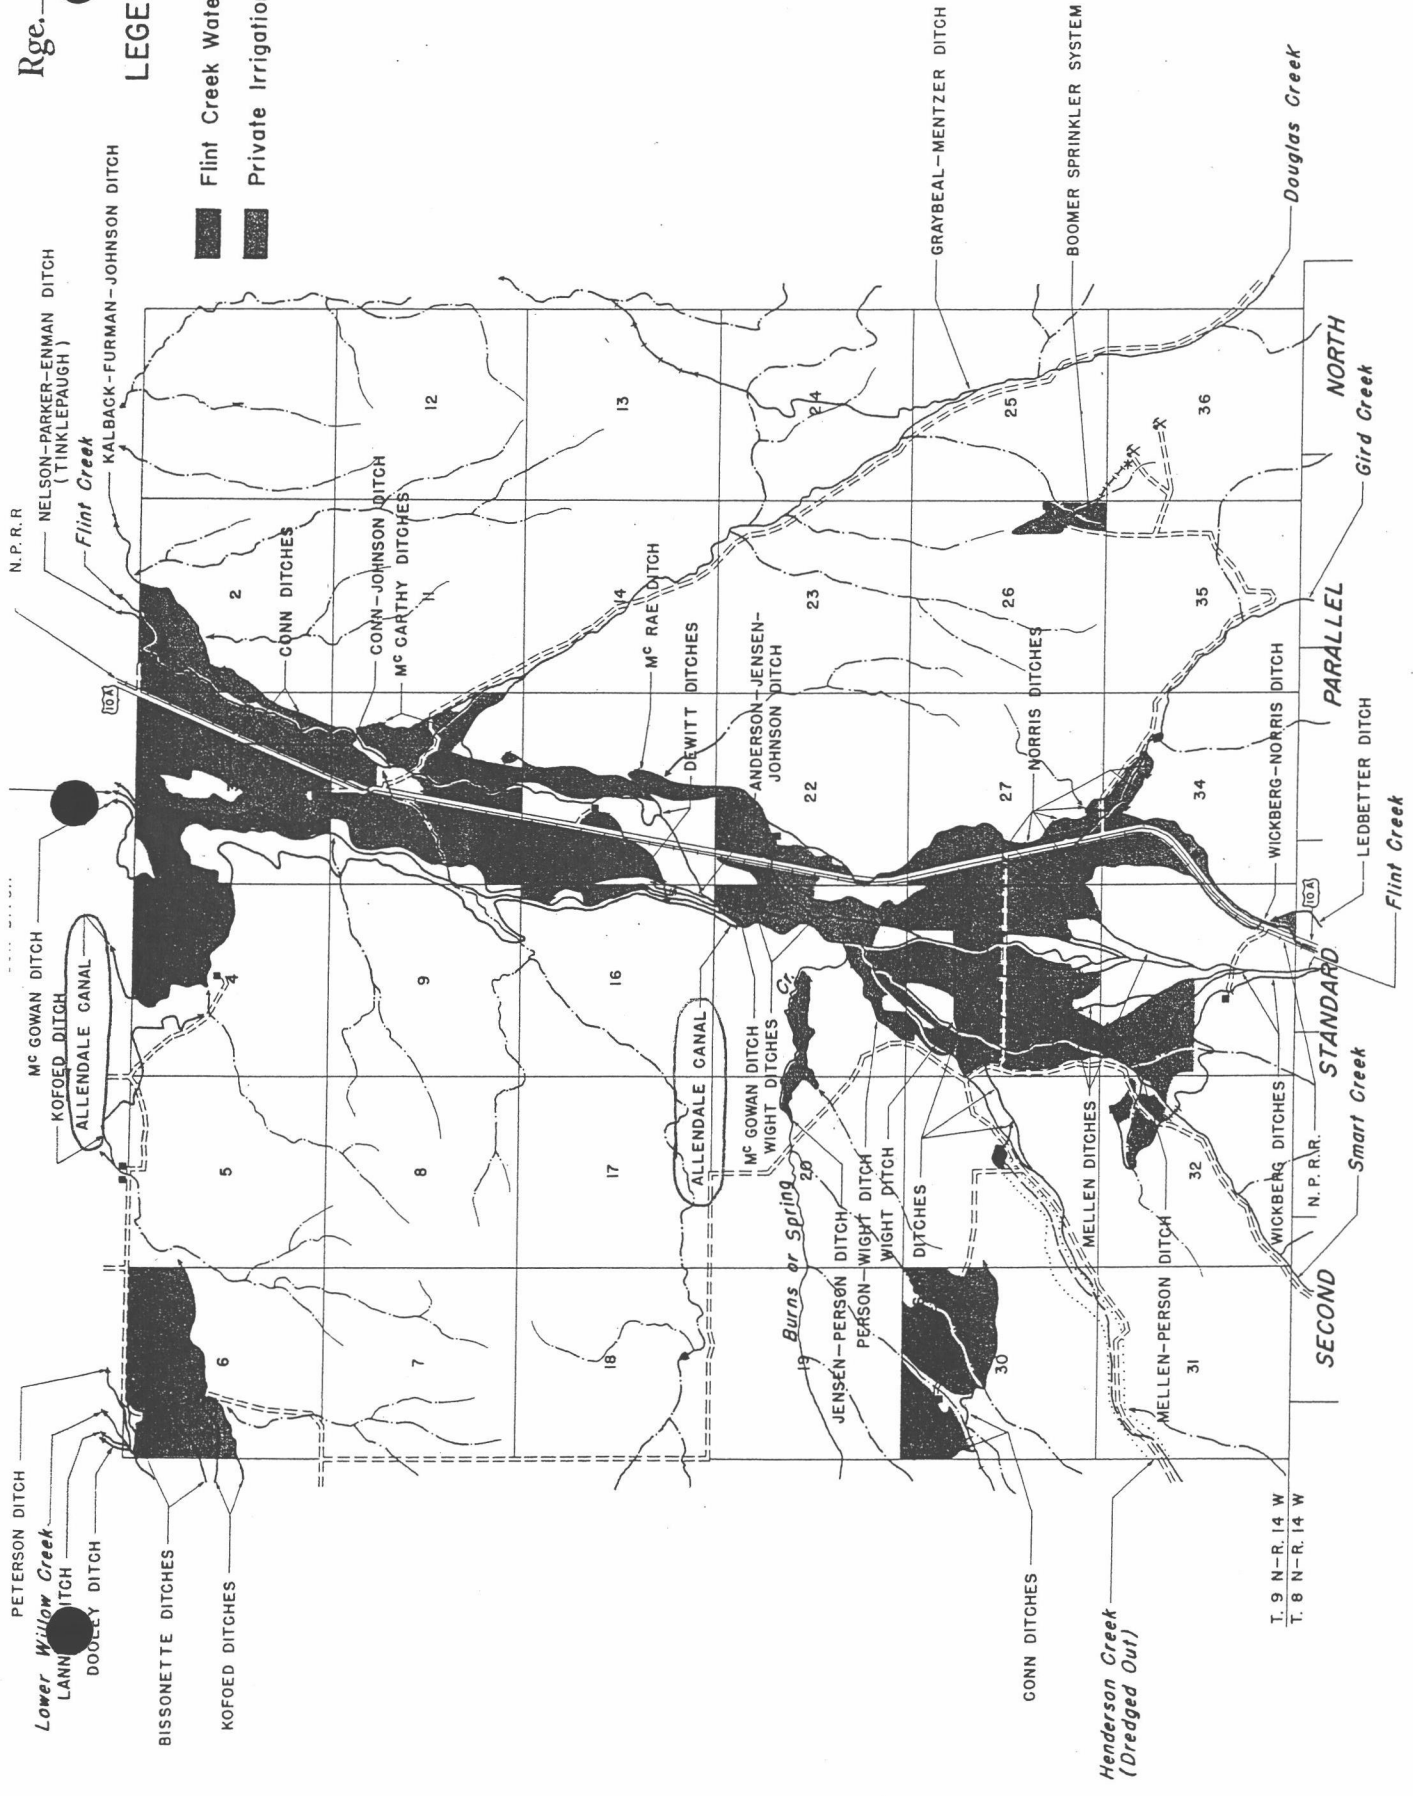 Rge.
LEGE
Flint Creek Wate
Private Irrigatio
N.P.R.R
NELSON-PARKER-ENMAN DITCH
(TINKLEPAUGH)
Flint Creek
KALBACK-FURMAN-JOHNSON DITCH
10A
Mc GOWAN DITCH
KOFOED DITCH
ALLENDALE CANAL
PETERSON DITCH
Lower Willow Creek
DOOLEY DITCH
BISSONETTE DITCHES
KOFOED DITCHES
6
5
4
2
1
CONN DITCHES
CONN-JOHNSON DITCH
Mc CARTHY DITCHES
7
8
9
11
12
18
17
16
14
13
Mc RAE DITCH
DEWITT DITCHES
ANDERSON-JENSEN-
JOHNSON DITCH
ALLENDALE CANAL
Mc GOWAN DITCH
WIGHT DITCHES
Burns or Spring
Cr.
19
20
22
23
24
JENSEN-PERSON DITCH
PERSON-WIGHT DITCH
WIGHT DITCH
DITCHES
GRAYBEAL-MENTZER DITCH
BOOMER SPRINKLER SYSTEM
Douglas Creek
30
27
26
25
NORRIS DITCHES
CONN DITCHES
MELLEN DITCHES
MELLEN-PERSON DITCH
Henderson Creek
(Dredged Out)
31
32
34
35
36
WICKBERG DITCHES
N.P.R.R.
Smart Creek
WICKBERG-NORRIS DITCH
10A
LEDBETTER DITCH
Flint Creek
Gird Creek
T. 9 N-R. 14 W
T. 8 N-R. 14 W
SECOND STANDARD PARALLEL NORTH